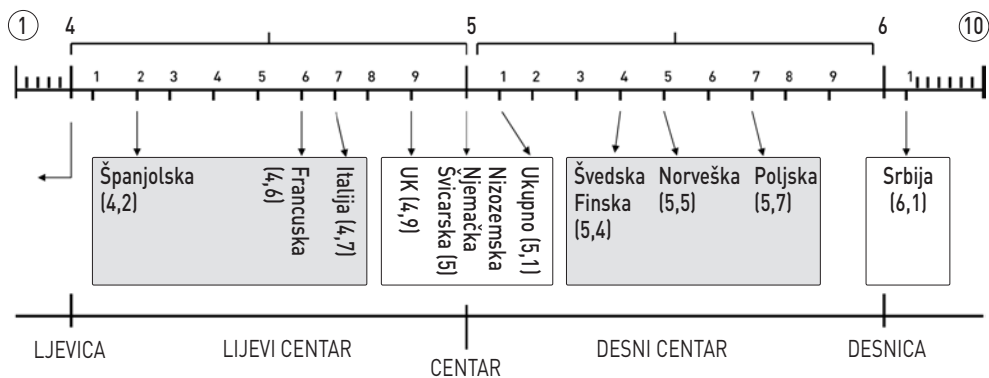 1 4 5 6 10
1 2 3 4 5 6 7 8 9 1 2 3 4 5 6 7 8 9 1
Španjolska
(4,2)
Francuska
(4,6)
Italija (4,7)
UK (4,9)
Nizozemska
Njemačka
Švicarska (5)
Ukupno (5,1)
Švedska
Finska
(5,4)
Norveška
(5,5)
Poljska
(5,7)
Srbija
(6,1)
LJEVICA
LIJEVI CENTAR
CENTAR
DESNI CENTAR
DESNICA